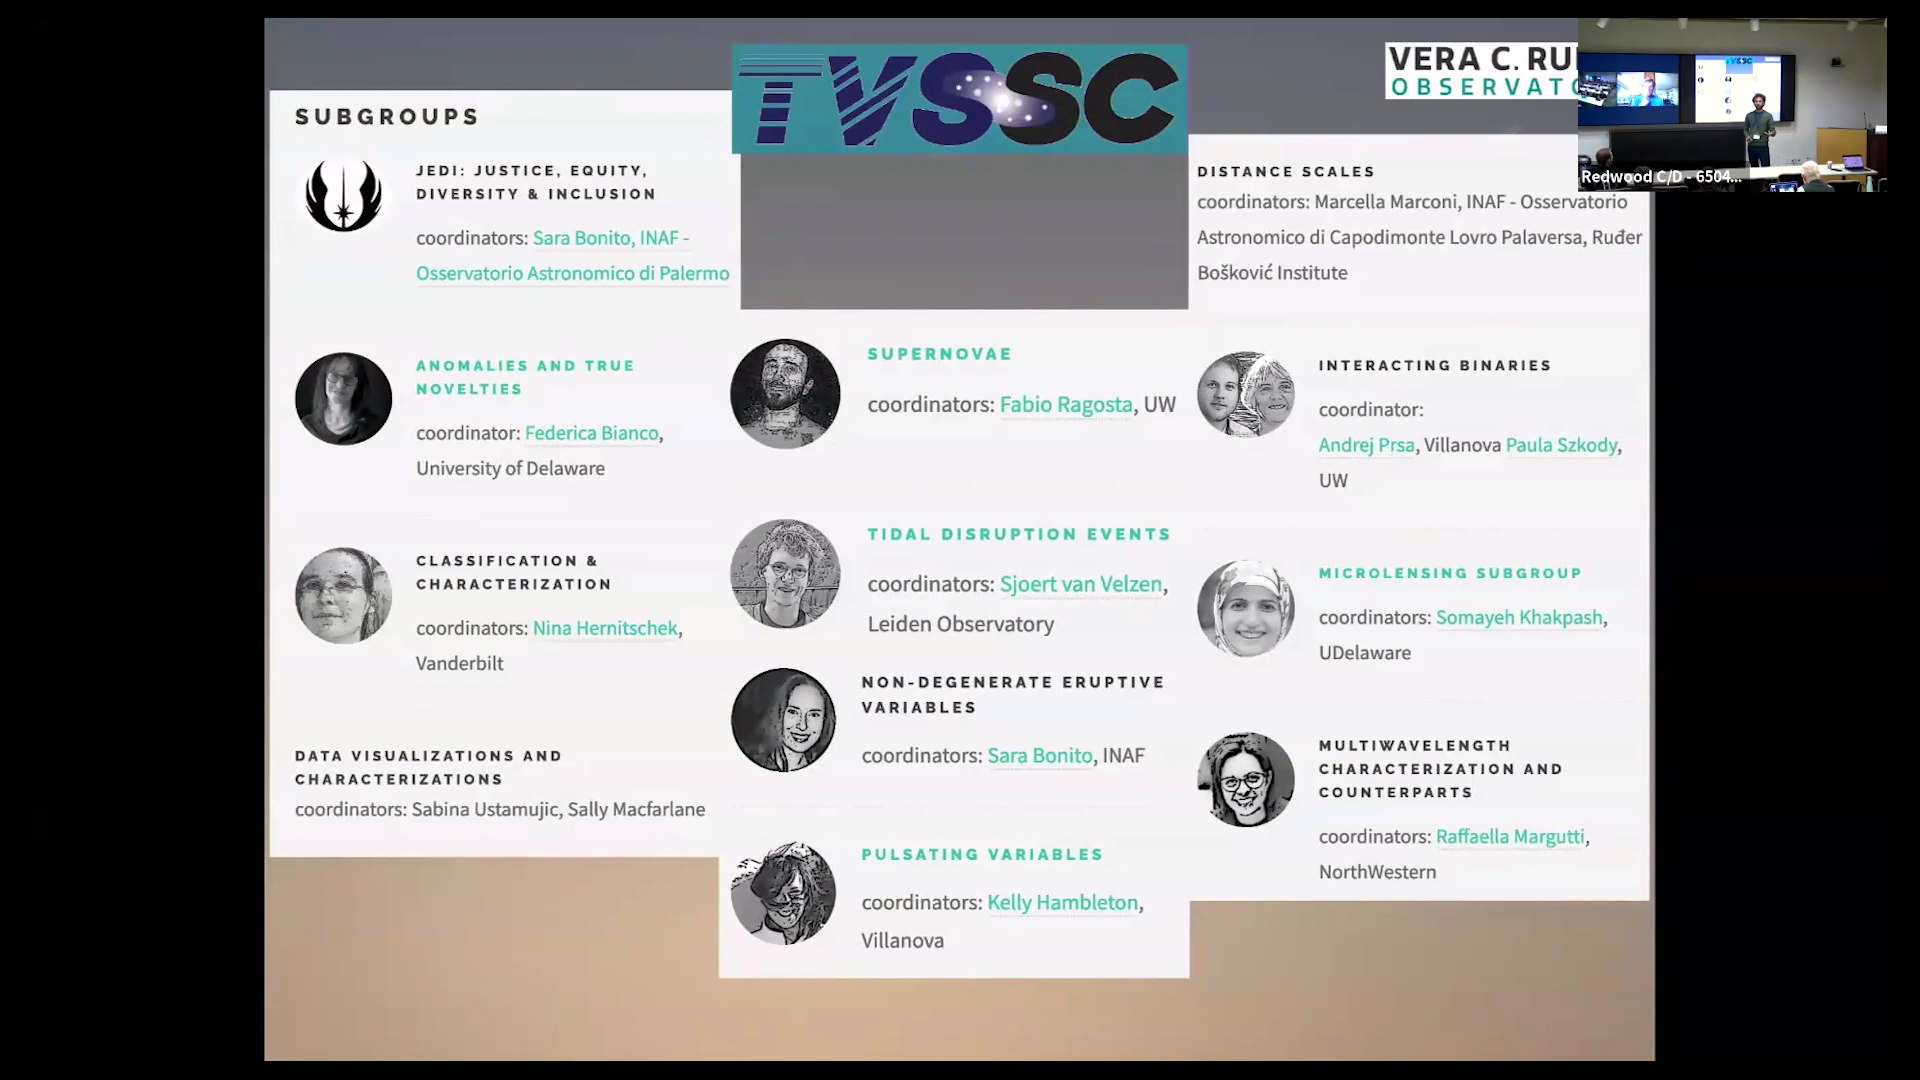 TVSSC
VERA C. RU
OBSERVATO
SUBGROUPS
JEDI: JUSTICE, EQUITY,
DIVERSITY & INCLUSION
coordinators: Sara Bonito, INAF -
Osservatorio Astronomico di Palermo
ANOMALIES AND TRUE
NOVELTIES
coordinator: Federica Bianco,
University of Delaware
CLASSIFICATION &
CHARACTERIZATION
coordinators: Nina Hernitschek,
Vanderbilt
DATA VISUALIZATIONS AND
CHARACTERIZATIONS
coordinators: Sabina Ustamujic, Sally Macfarlane
SUPERNOVAE
coordinators: Fabio Ragosta, UW
TIDAL DISRUPTION EVENTS
coordinators: Sjoert van Velzen,
Leiden Observatory
NON-DEGENERATE ERUPTIVE
VARIABLES
coordinators: Sara Bonito, INAF
PULSATING VARIABLES
coordinators: Kelly Hambleton,
Villanova
DISTANCE SCALES
coordinators: Marcella Marconi, INAF - Osservatorio
Astronomico di Capodimonte Lovro Palaversa, Ruđer
Bošković Institute
INTERACTING BINARIES
coordinator:
Andrej Prsa, Villanova Paula Szkody,
UW
MICROLENSING SUBGROUP
coordinators: Somayeh Khakpash,
UDelaware
MULTIWAVELENGTH
CHARACTERIZATION AND
COUNTERPARTS
coordinators: Raffaella Margutti,
NorthWestern
TVSSC
Redwood C/D - 6504...